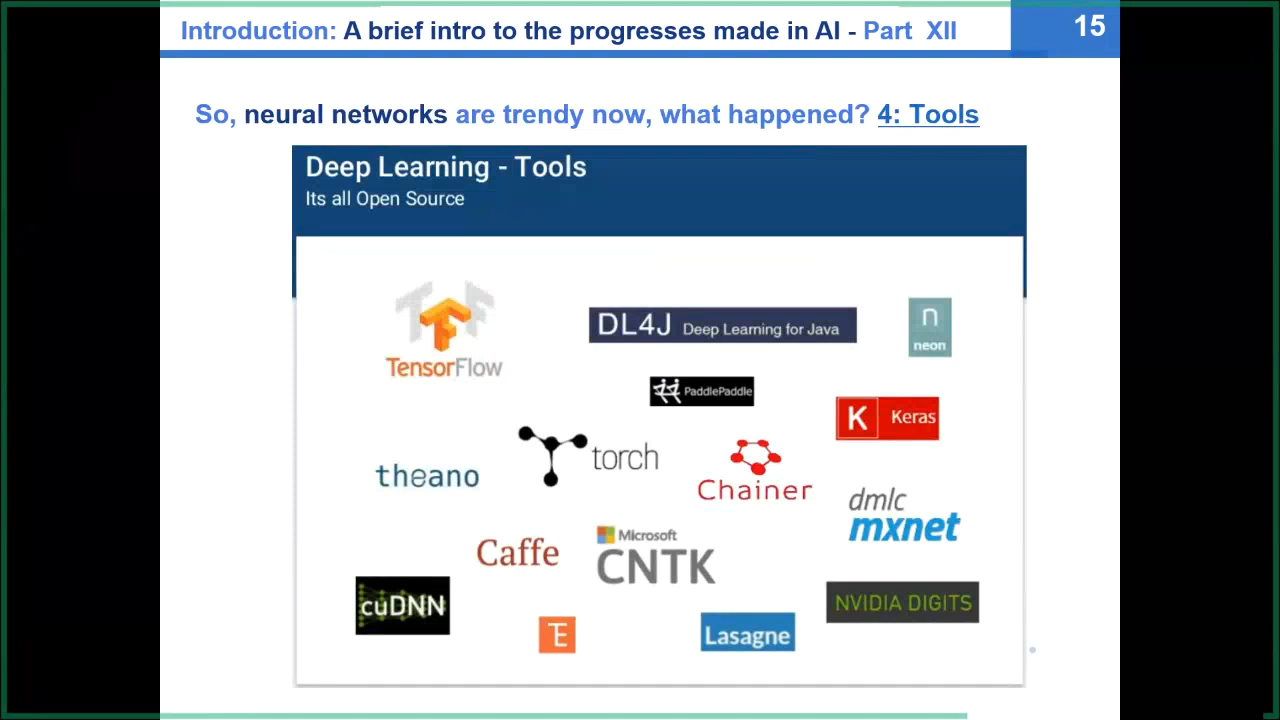 Introduction: A brief intro to the progresses made in AI - Part XII
15
So, neural networks are trendy now, what happened? 4: Tools
Deep Learning - Tools
Its all Open Source
TensorFlow
DL4J Deep Learning for Java
n
neon
PaddlePaddle
K Keras
torch
theano
Chainer
dmlc
mxnet
Caffe
Microsoft
CNTK
cuDNN
NVIDIA DIGITS
TE
Lasagne